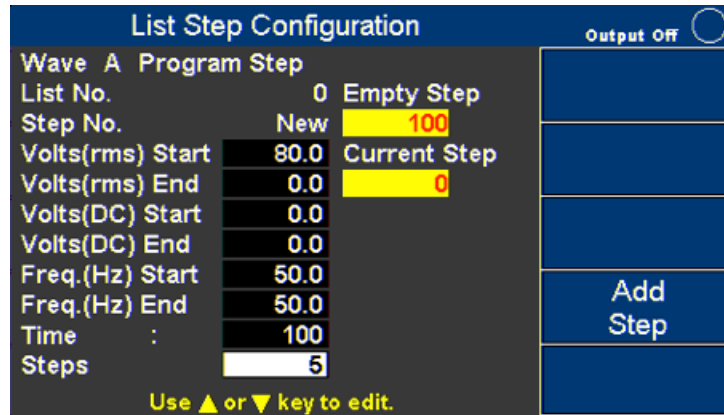 List Step Configuration
Output Off
Wave A Program Step
List No. 0 Empty Step
Step No. New 100
Volts(rms) Start 80.0 Current Step
Volts(rms) End 0.0 0
Volts(DC) Start 0.0
Volts(DC) End 0.0
Freq.(Hz) Start 50.0
Freq.(Hz) End 50.0
Time : 100
Steps 5
Add
Step
Use ▲ or ▼ key to edit.